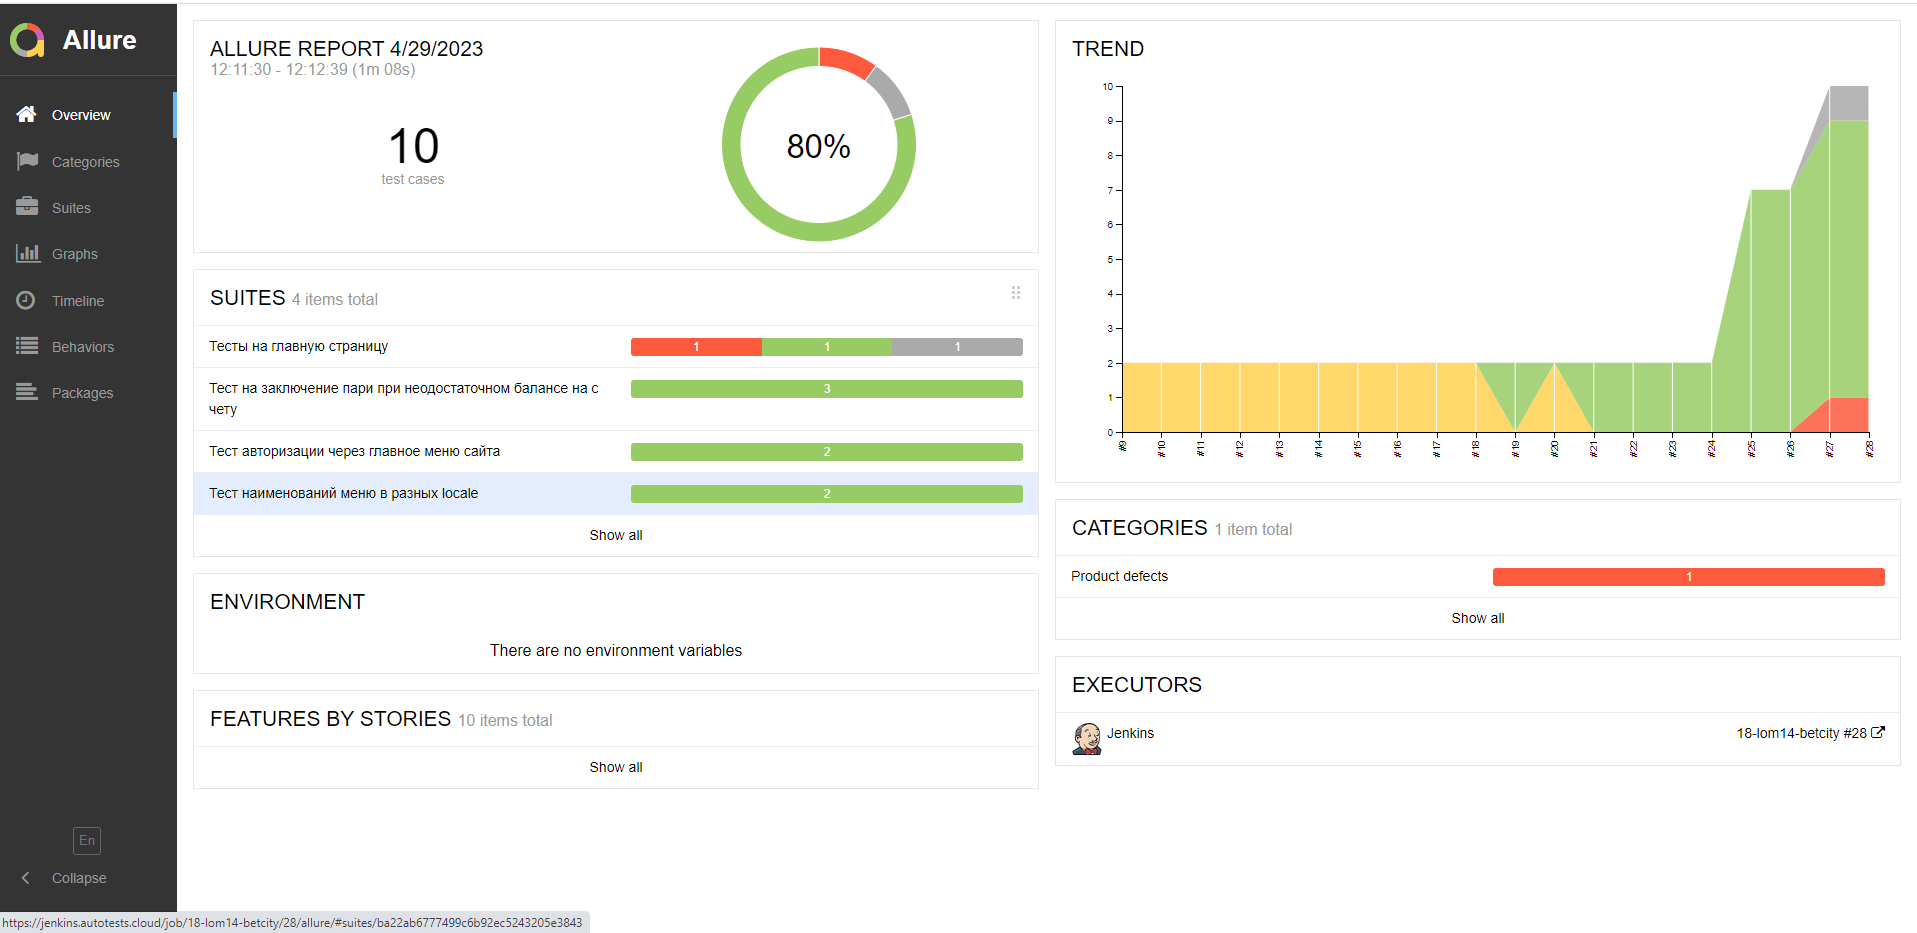 Allure
Overview
Categories
Suites
Graphs
Timeline
Behaviors
Packages
En
Collapse
ALLURE REPORT 4/29/2023
12:11:30 - 12:12:39 (1m 08s)
10
test cases
80%
SUITES 4 items total
Тесты на главную страницу
1 1 1
Тест на заключение пари при неодостаточном балансе на с
чету
3
Тест авторизации через главное меню сайта
2
Тест наименований меню в разных locale
2
Show all
ENVIRONMENT
There are no environment variables
FEATURES BY STORIES 10 items total
Show all
TREND
10
9
8
7
6
5
4
3
2
1
0
#9 #10 #11 #12 #13 #14 #15 #16 #17 #18 #19 #20 #21 #22 #23 #24 #25 #26 #27 #28
CATEGORIES 1 item total
Product defects
1
Show all
EXECUTORS
Jenkins
18-lom14-betcity #28
https://jenkins.autotests.cloud/job/18-lom14-betcity/28/allure/#suites/ba22ab6777499c6b92ec5243205e3843